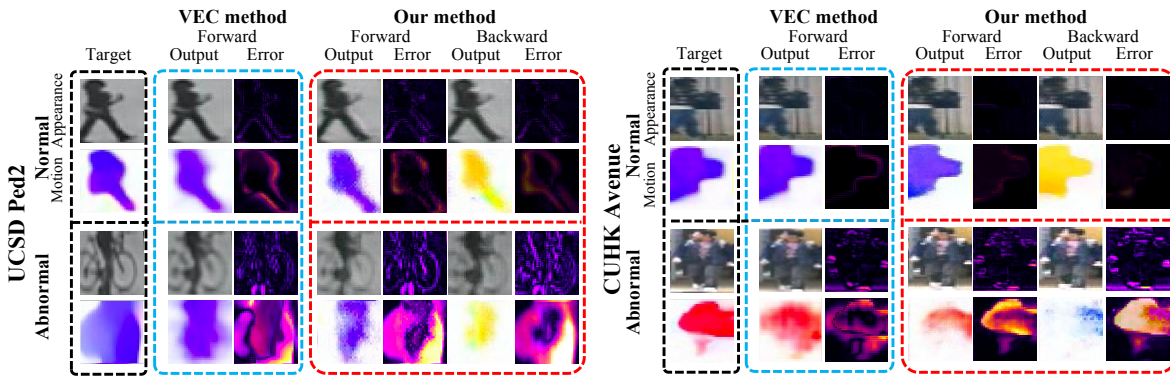 VEC method
Our method
Forward
Forward
Backward
Target
Output
Error
Output
Error
Output
Error
UCSD Ped2
Normal
Appearance
Motion
Abnormal
VEC method
Our method
Forward
Forward
Backward
Target
Output
Error
Output
Error
Output
Error
CUHK Avenue
Normal
Appearance
Motion
Abnormal